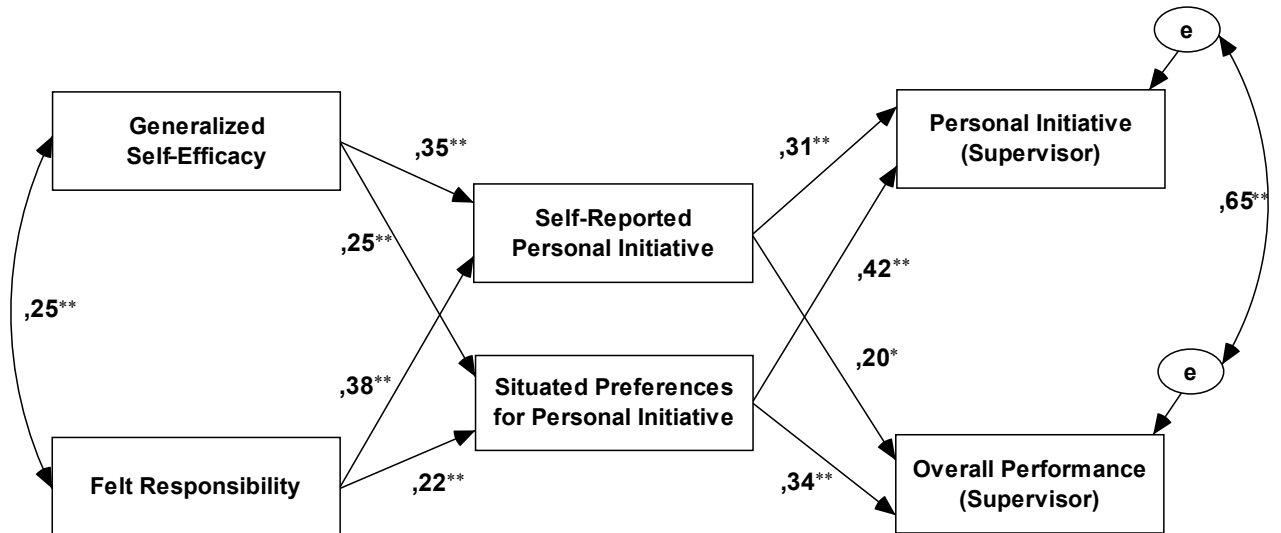 e
Generalized
Self-Efficacy
Personal Initiative
(Supervisor)
,35**
,31**
Self-Reported
Personal Initiative
,65**
,25**
,42**
,25**
,38**
,20*
Situated Preferences
for Personal Initiative
e
Felt Responsibility
,22**
,34**
Overall Performance
(Supervisor)